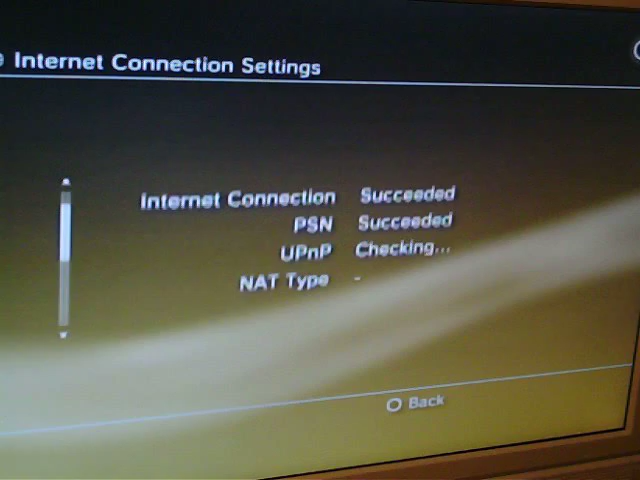 Internet Connection Settings
Internet Connection Succeeded
PSN Succeeded
UPnP Checking...
NAT Type -
Back